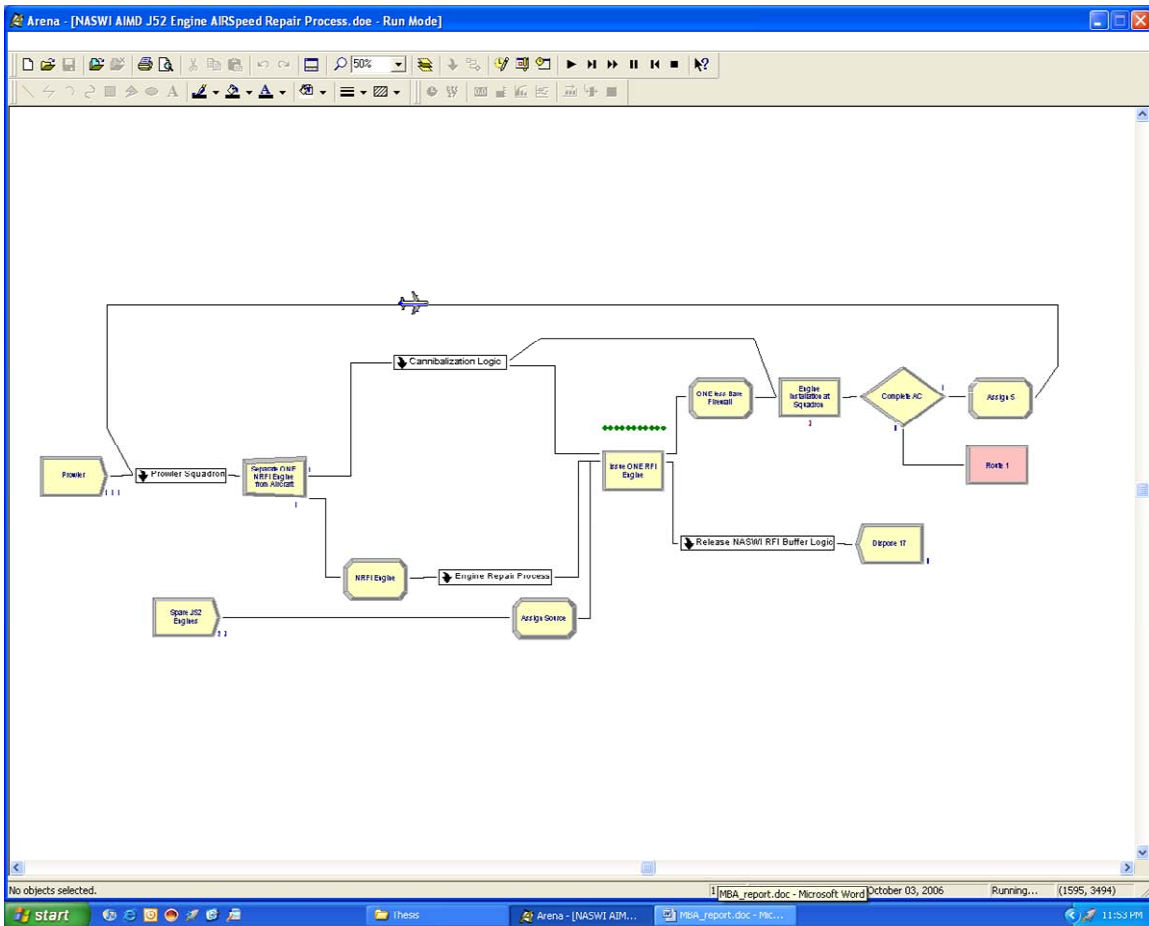 Arena - [NASWI AIMD J52 Engine AIRSpeed Repair Process.doe - Run Mode]
50%
Cannibalization Logic
ONE less Bare
Firewall
Engine
Installation at
Squadron
Complete AC
Assign 5
Prowler
Prowler Squadron
Separate ONE
NRFI Engine
from Aircraft
Issue ONE RFI
Engine
Route 1
Release NASWI RFI Buffer Logic
Dispose 17
NRFI Engine
Engine Repair Process
Spare J52
Engines
Assign Source
No objects selected.
MBA_report.doc - Microsoft Word
October 03, 2006
Running...
(1595, 3494)
start
Thesis
Arena - [NASWI AIM...
MBA_report.doc - Mic...
11:53 PM